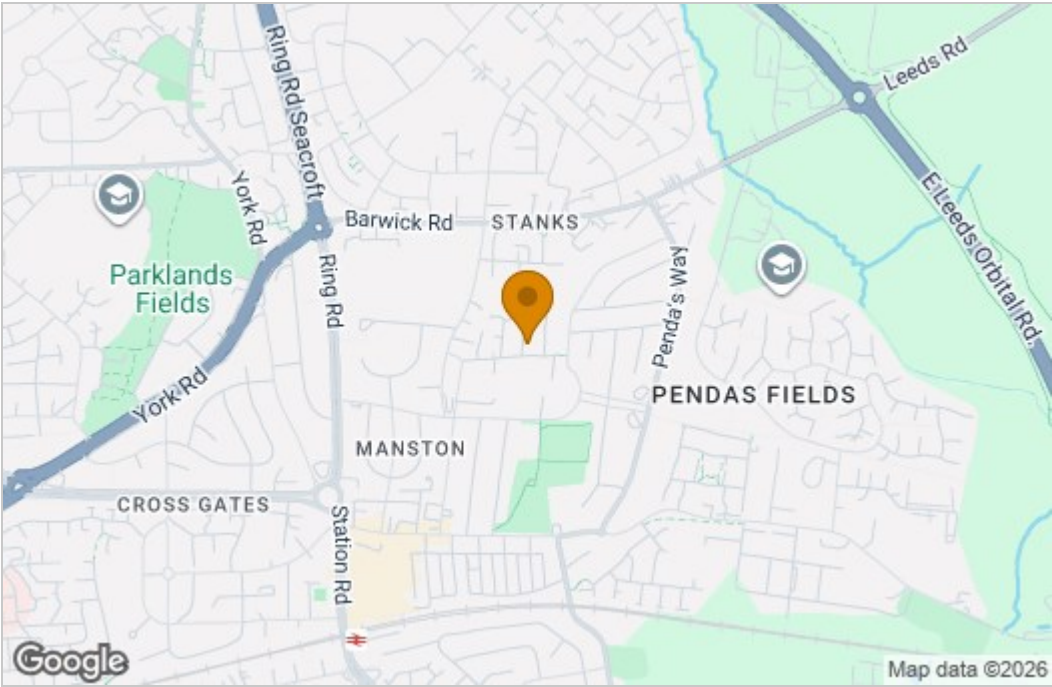 Ring Rd Seacroft
Leeds Rd
York Rd
Barwick Rd
STANKS
E Leeds Orbital Rd.
Parklands
Fields
Ring Rd
Penda's Way
York Rd
PENDAS FIELDS
MANSTON
CROSS GATES
Station Rd
Google
Map data ©2026